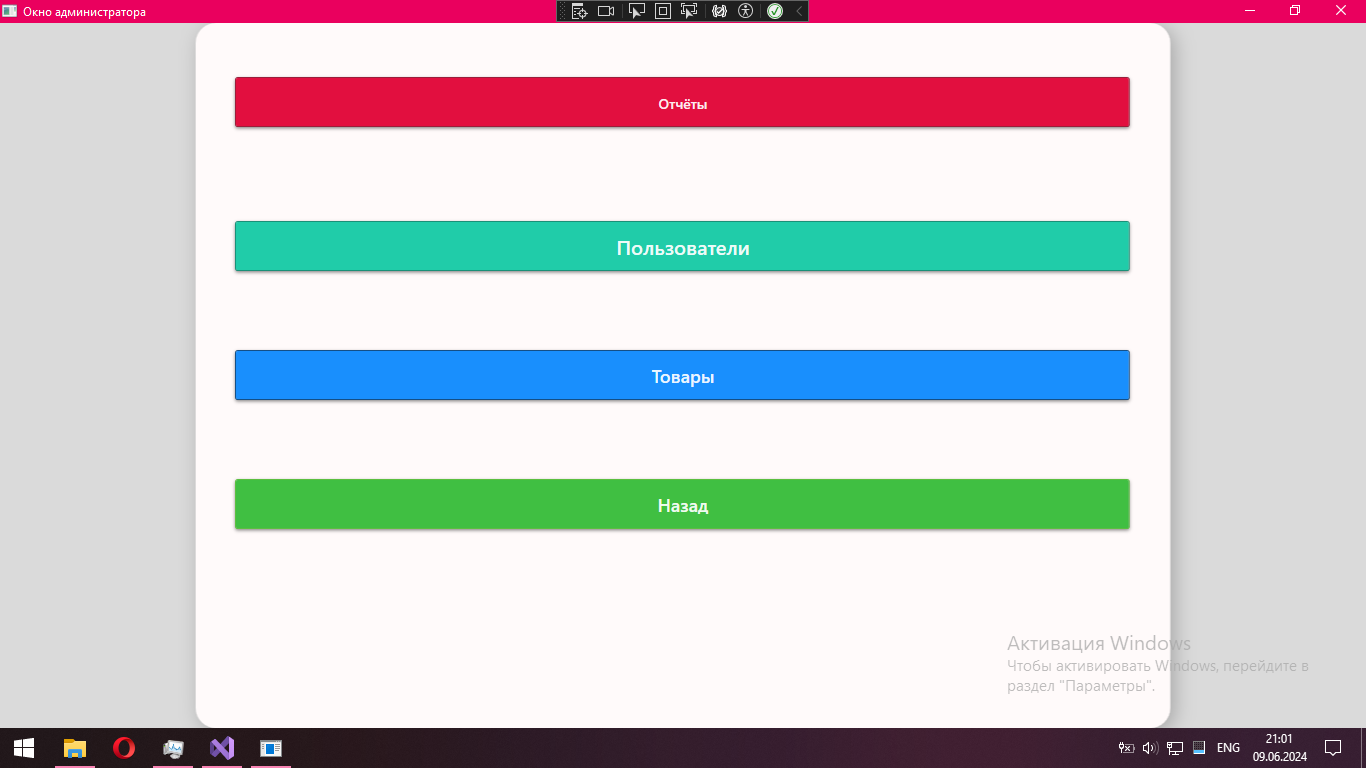 Окно администратора
Отчёты
Пользователи
Товары
Назад
Активация Windows
Чтобы активировать Windows, перейдите в
раздел "Параметры".
ENG
21:01
09.06.2024